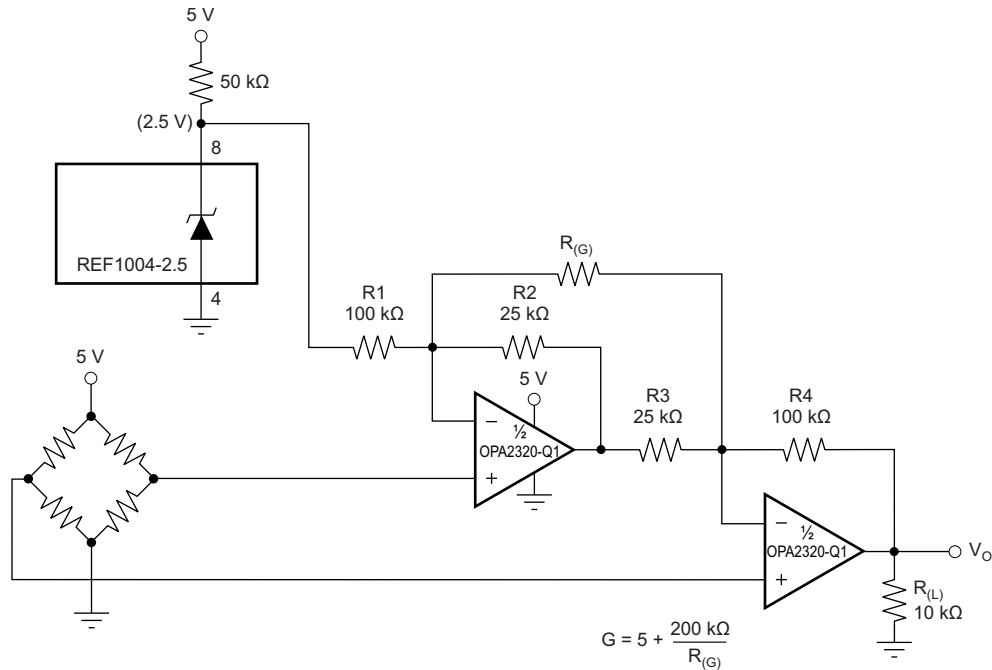 5 V
50 kΩ
(2.5 V)
8
REF1004-2.5
4
R(G)
R1
100 kΩ
R2
25 kΩ
5 V
5 V
R3
25 kΩ
R4
100 kΩ
−
½
OPA2320-Q1
+
−
½
OPA2320-Q1
+
VO
R(L)
10 kΩ
G = 5 + 200 kΩ / R(G)